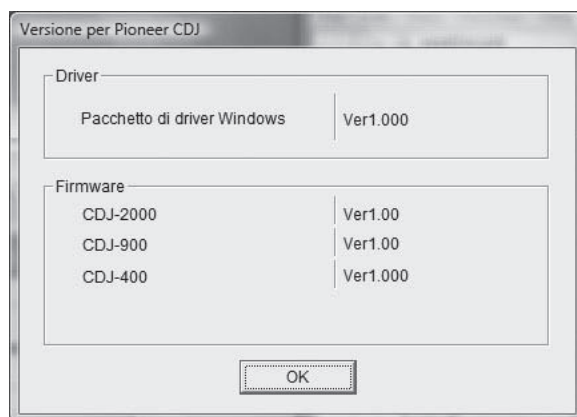 Versione per Pioneer CDJ
Driver
Pacchetto di driver Windows Ver1.000
Firmware
CDJ-2000 Ver1.00
CDJ-900 Ver1.00
CDJ-400 Ver1.000
OK